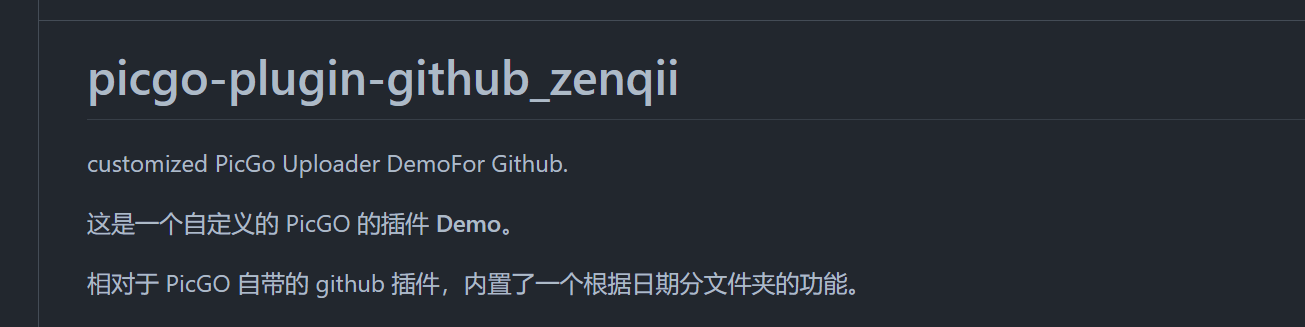 picgo-plugin-github_zenqii
customized PicGo Uploader DemoFor Github.
这是一个自定义的 PicGO 的插件 Demo。
相对于 PicGO 自带的 github 插件，内置了一个根据日期分文件夹的功能。